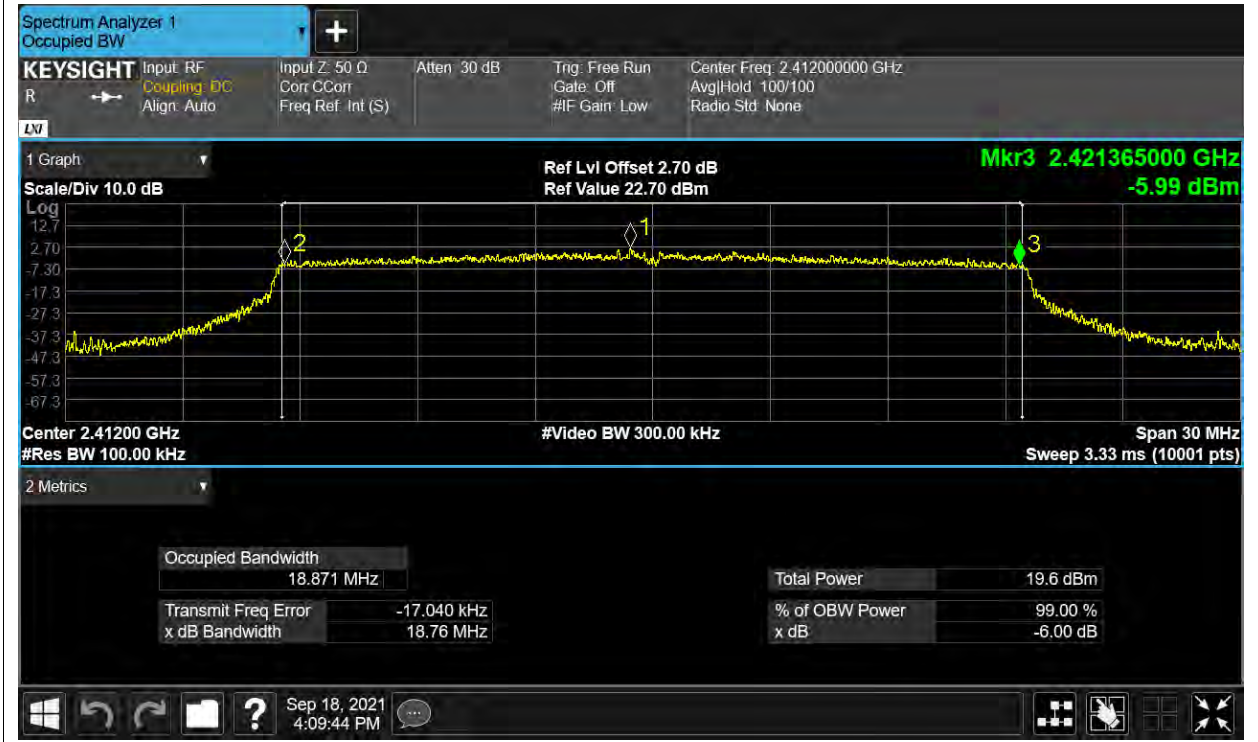 Spectrum Analyzer 1
Occupied BW
+
KEYSIGHT
R
LXI
Input: RF
Coupling: DC
Align: Auto
Input Z: 50 Ω
Corr CCorr
Freq Ref: Int (S)
Atten: 30 dB
Trig: Free Run
Gate: Off
#IF Gain: Low
Center Freq: 2.412000000 GHz
Avg|Hold: 100/100
Radio Std: None
1 Graph
Scale/Div 10.0 dB
Ref Lvl Offset 2.70 dB
Ref Value 22.70 dBm
Mkr3 2.421365000 GHz
-5.99 dBm
Log
12.7
2.70
-7.30
-17.3
-27.3
-37.3
-47.3
-57.3
-67.3
2
1
3
Center 2.41200 GHz
#Video BW 300.00 kHz
Span 30 MHz
#Res BW 100.00 kHz
Sweep 3.33 ms (10001 pts)
2 Metrics
Occupied Bandwidth
18.871 MHz
Total Power 19.6 dBm
Transmit Freq Error -17.040 kHz
% of OBW Power 99.00 %
x dB Bandwidth 18.76 MHz
x dB -6.00 dB
?
Sep 18, 2021
4:09:44 PM